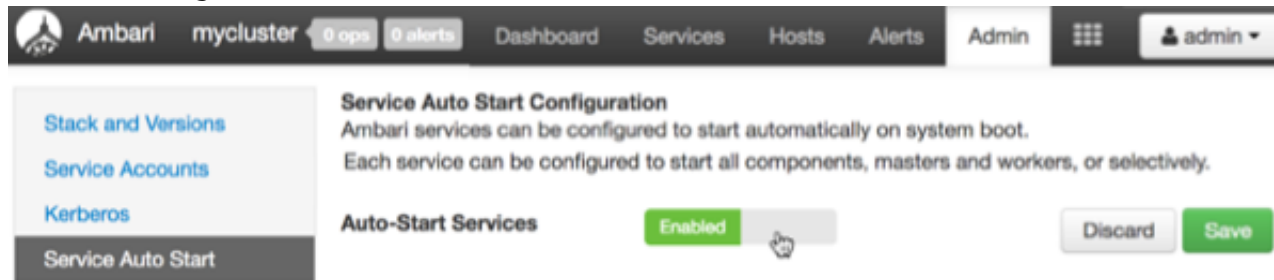 Ambari mycluster 0 ops 0 alerts Dashboard Services Hosts Alerts Admin admin
Stack and Versions
Service Accounts
Kerberos
Service Auto Start
Service Auto Start Configuration
Ambari services can be configured to start automatically on system boot.
Each service can be configured to start all components, masters and workers, or selectively.
Auto-Start Services Enabled Discard Save